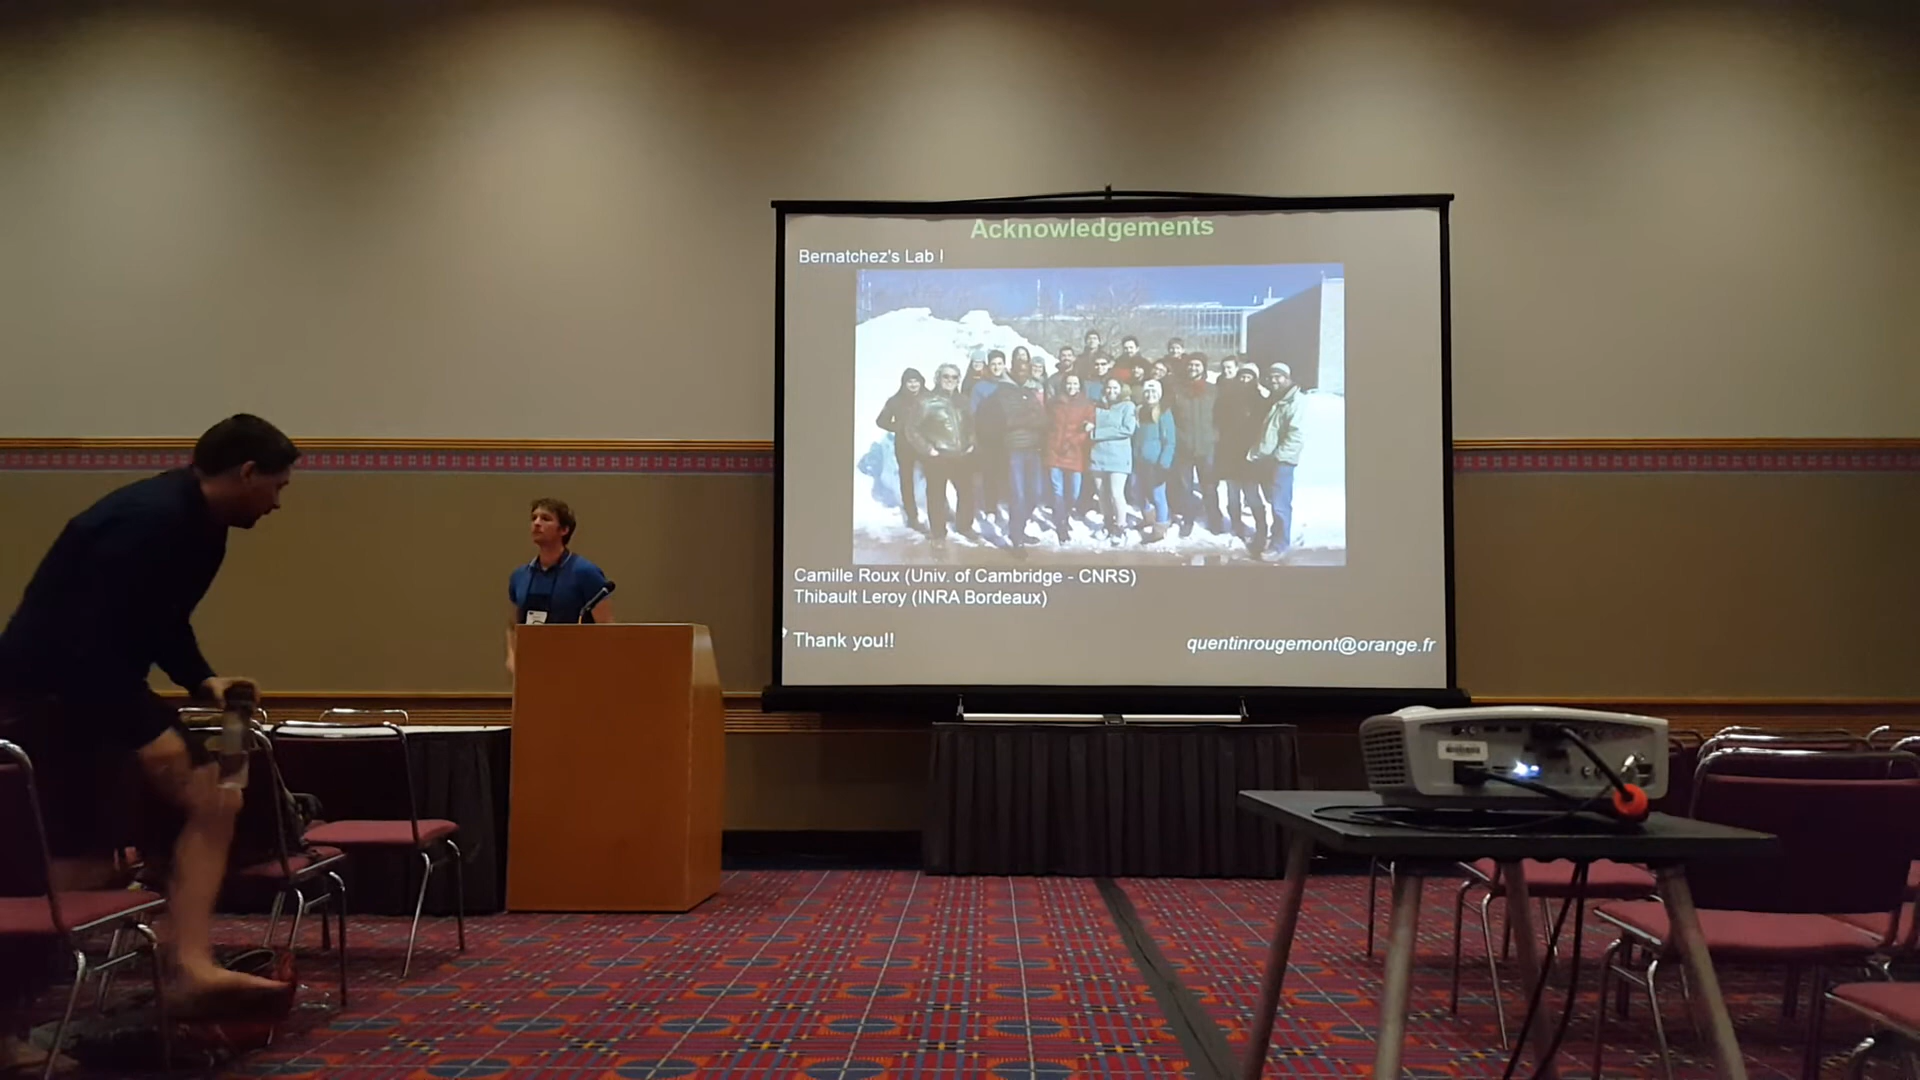 Acknowledgements
Bernatchez's Lab !
Camille Roux (Univ. of Cambridge - CNRS)
Thibault Leroy (INRA Bordeaux)
Thank you!!
quentinrougemont@orange.fr